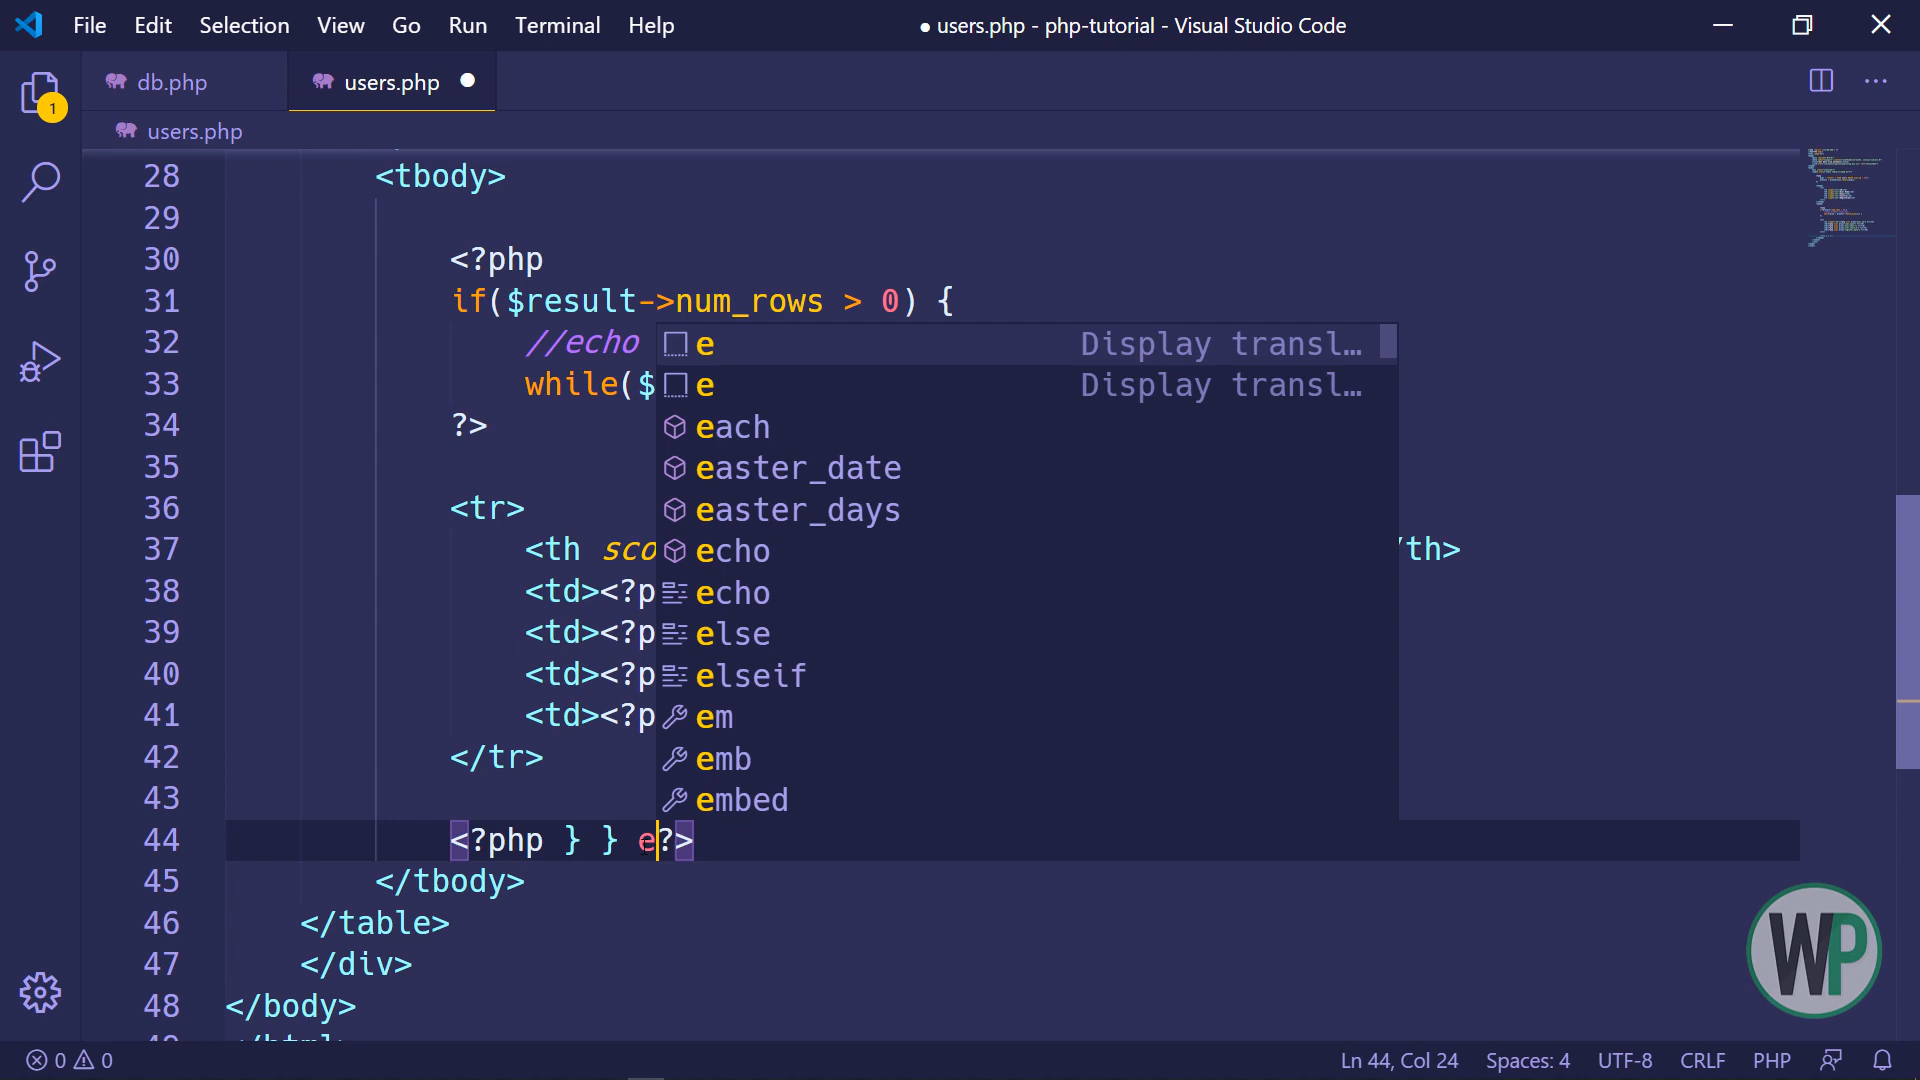 File Edit Selection View Go Run Terminal Help
● users.php - php-tutorial - Visual Studio Code
db.php users.php
1
users.php
28 <tbody>
29
30 <?php
31 if($result->num_rows > 0) {
32 //echo
33 while($
34 ?>
35
36 <tr>
37 <th sco /th>
38 <td><?p
39 <td><?p
40 <td><?p
41 <td><?p
42 </tr>
43
44 <?php } } e?>
45 </tbody>
46 </table>
47 </div>
48 </body>
e Display transl…
e Display transl…
each
easter_date
easter_days
echo
echo
else
elseif
em
emb
embed
WP
0 0 Ln 44, Col 24 Spaces: 4 UTF-8 CRLF PHP